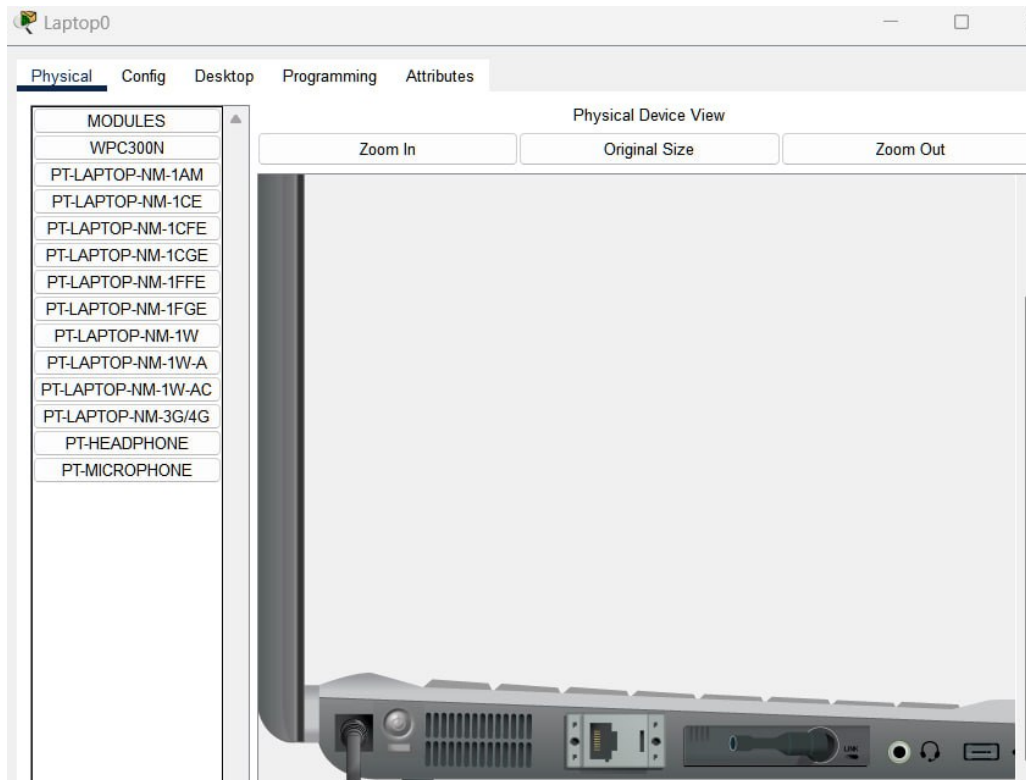 Laptop0
Physical Config Desktop Programming Attributes
MODULES
WPC300N
PT-LAPTOP-NM-1AM
PT-LAPTOP-NM-1CE
PT-LAPTOP-NM-1CFE
PT-LAPTOP-NM-1CGE
PT-LAPTOP-NM-1FFE
PT-LAPTOP-NM-1FGE
PT-LAPTOP-NM-1W
PT-LAPTOP-NM-1W-A
PT-LAPTOP-NM-1W-AC
PT-LAPTOP-NM-3G/4G
PT-HEADPHONE
PT-MICROPHONE
Physical Device View
Zoom In Original Size Zoom Out
LINK